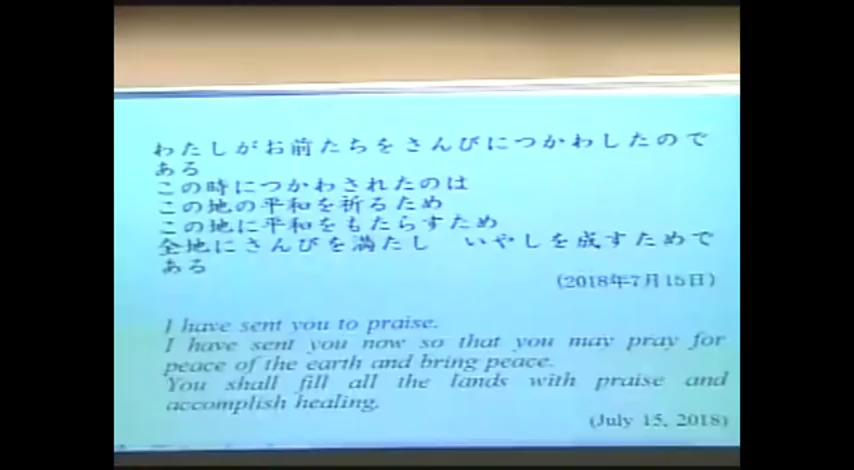 わたしがお前たちをさんびにつかわしたので
ある
この時につかわされたのは
この地の平和を祈るため
この地に平和をもたらすため
全地にさんびを満たし　いやしを成すためで
ある
(2018年7月15日)
I have sent you to praise.
I have sent you now so that you may pray for
peace of the earth and bring peace.
You shall fill all the lands with praise and
accomplish healing.
(July 15, 2018)